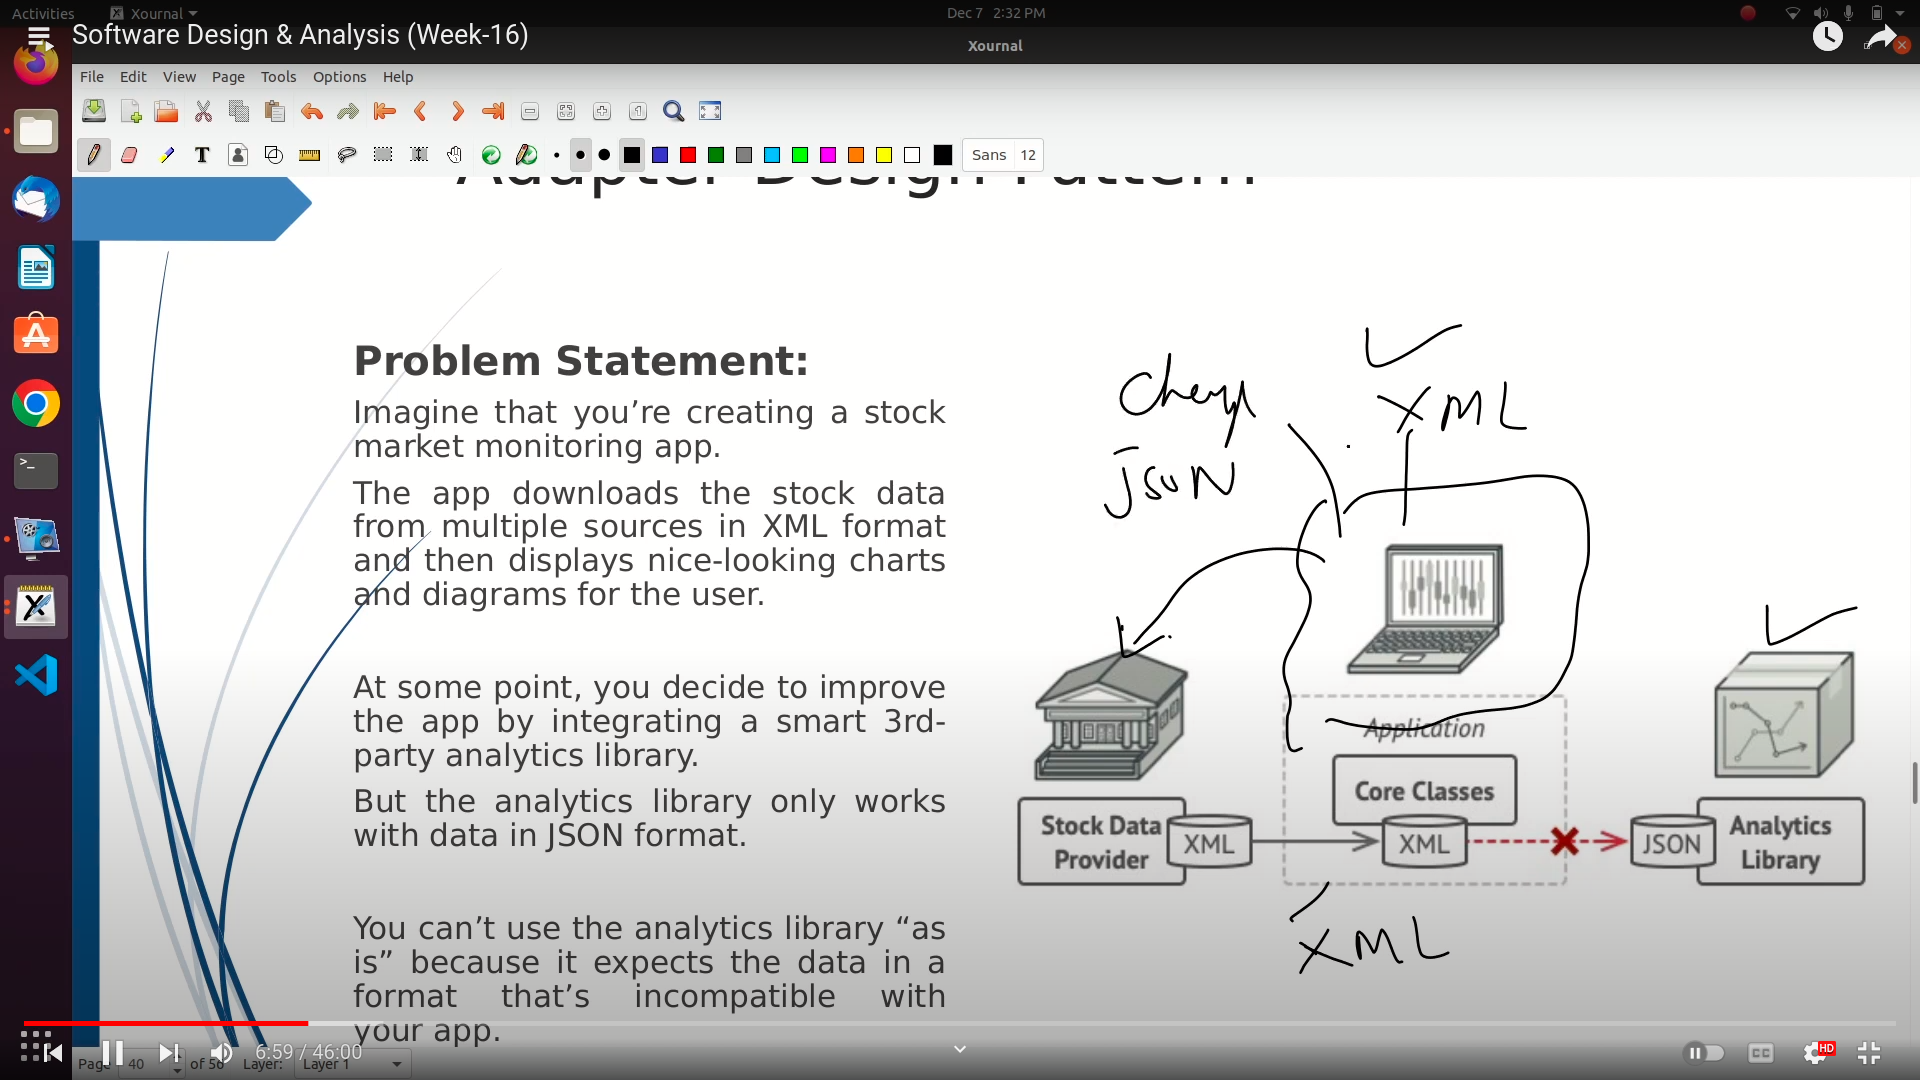 Activities
Xournal
Dec 7 2:32 PM
Software Design & Analysis (Week-16)
Xournal
File Edit View Page Tools Options Help
Sans 12
Adapter Design Pattern
Problem Statement:
Imagine that you’re creating a stock
market monitoring app.
The app downloads the stock data
from multiple sources in XML format
and then displays nice-looking charts
and diagrams for the user.
At some point, you decide to improve
the app by integrating a smart 3rd-
party analytics library.
But the analytics library only works
with data in JSON format.
You can’t use the analytics library “as
is” because it expects the data in a
format that’s incompatible with
your app.
XML
JSON
Application
Core Classes
Stock Data
Provider
XML
XML
JSON
Analytics
Library
XML
6:59 / 46:00
HD
CC
Page 40 of 56 Layer: Layer 1